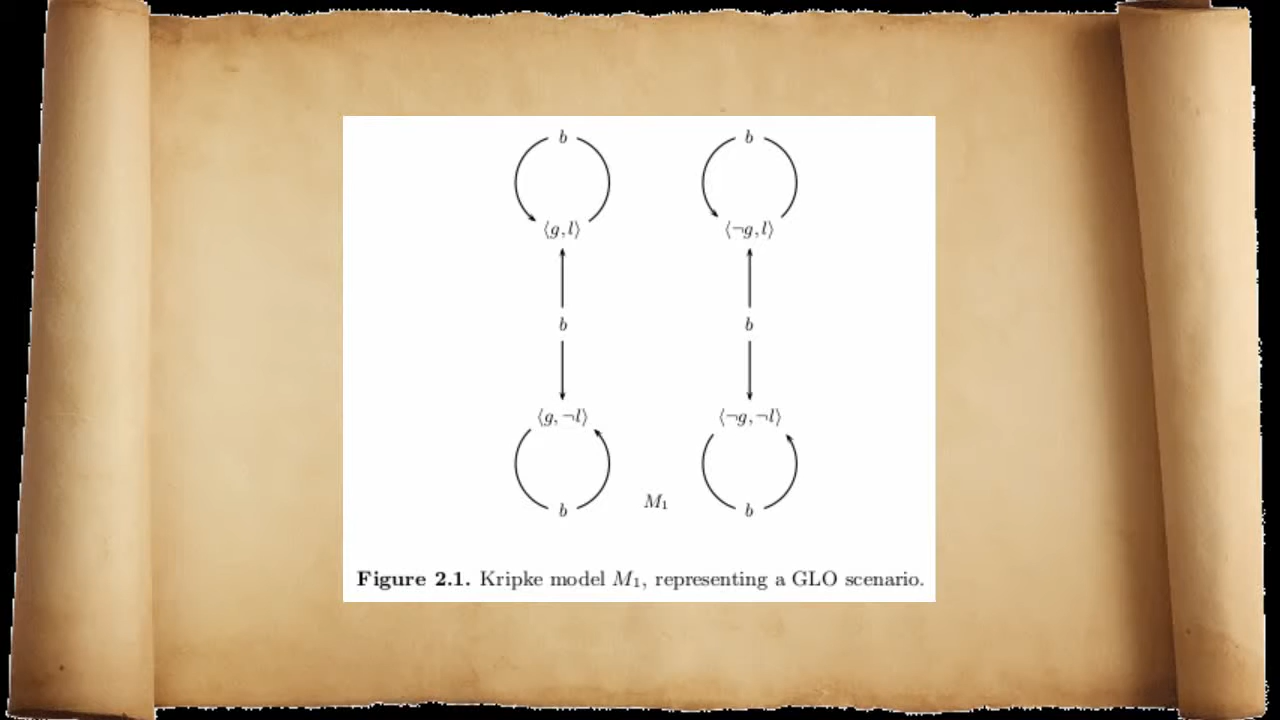 b b
⟨g, l⟩ ⟨¬g, l⟩
b b
⟨g, ¬l⟩ ⟨¬g, ¬l⟩
b M₁ b
Figure 2.1. Kripke model M₁, representing a GLO scenario.